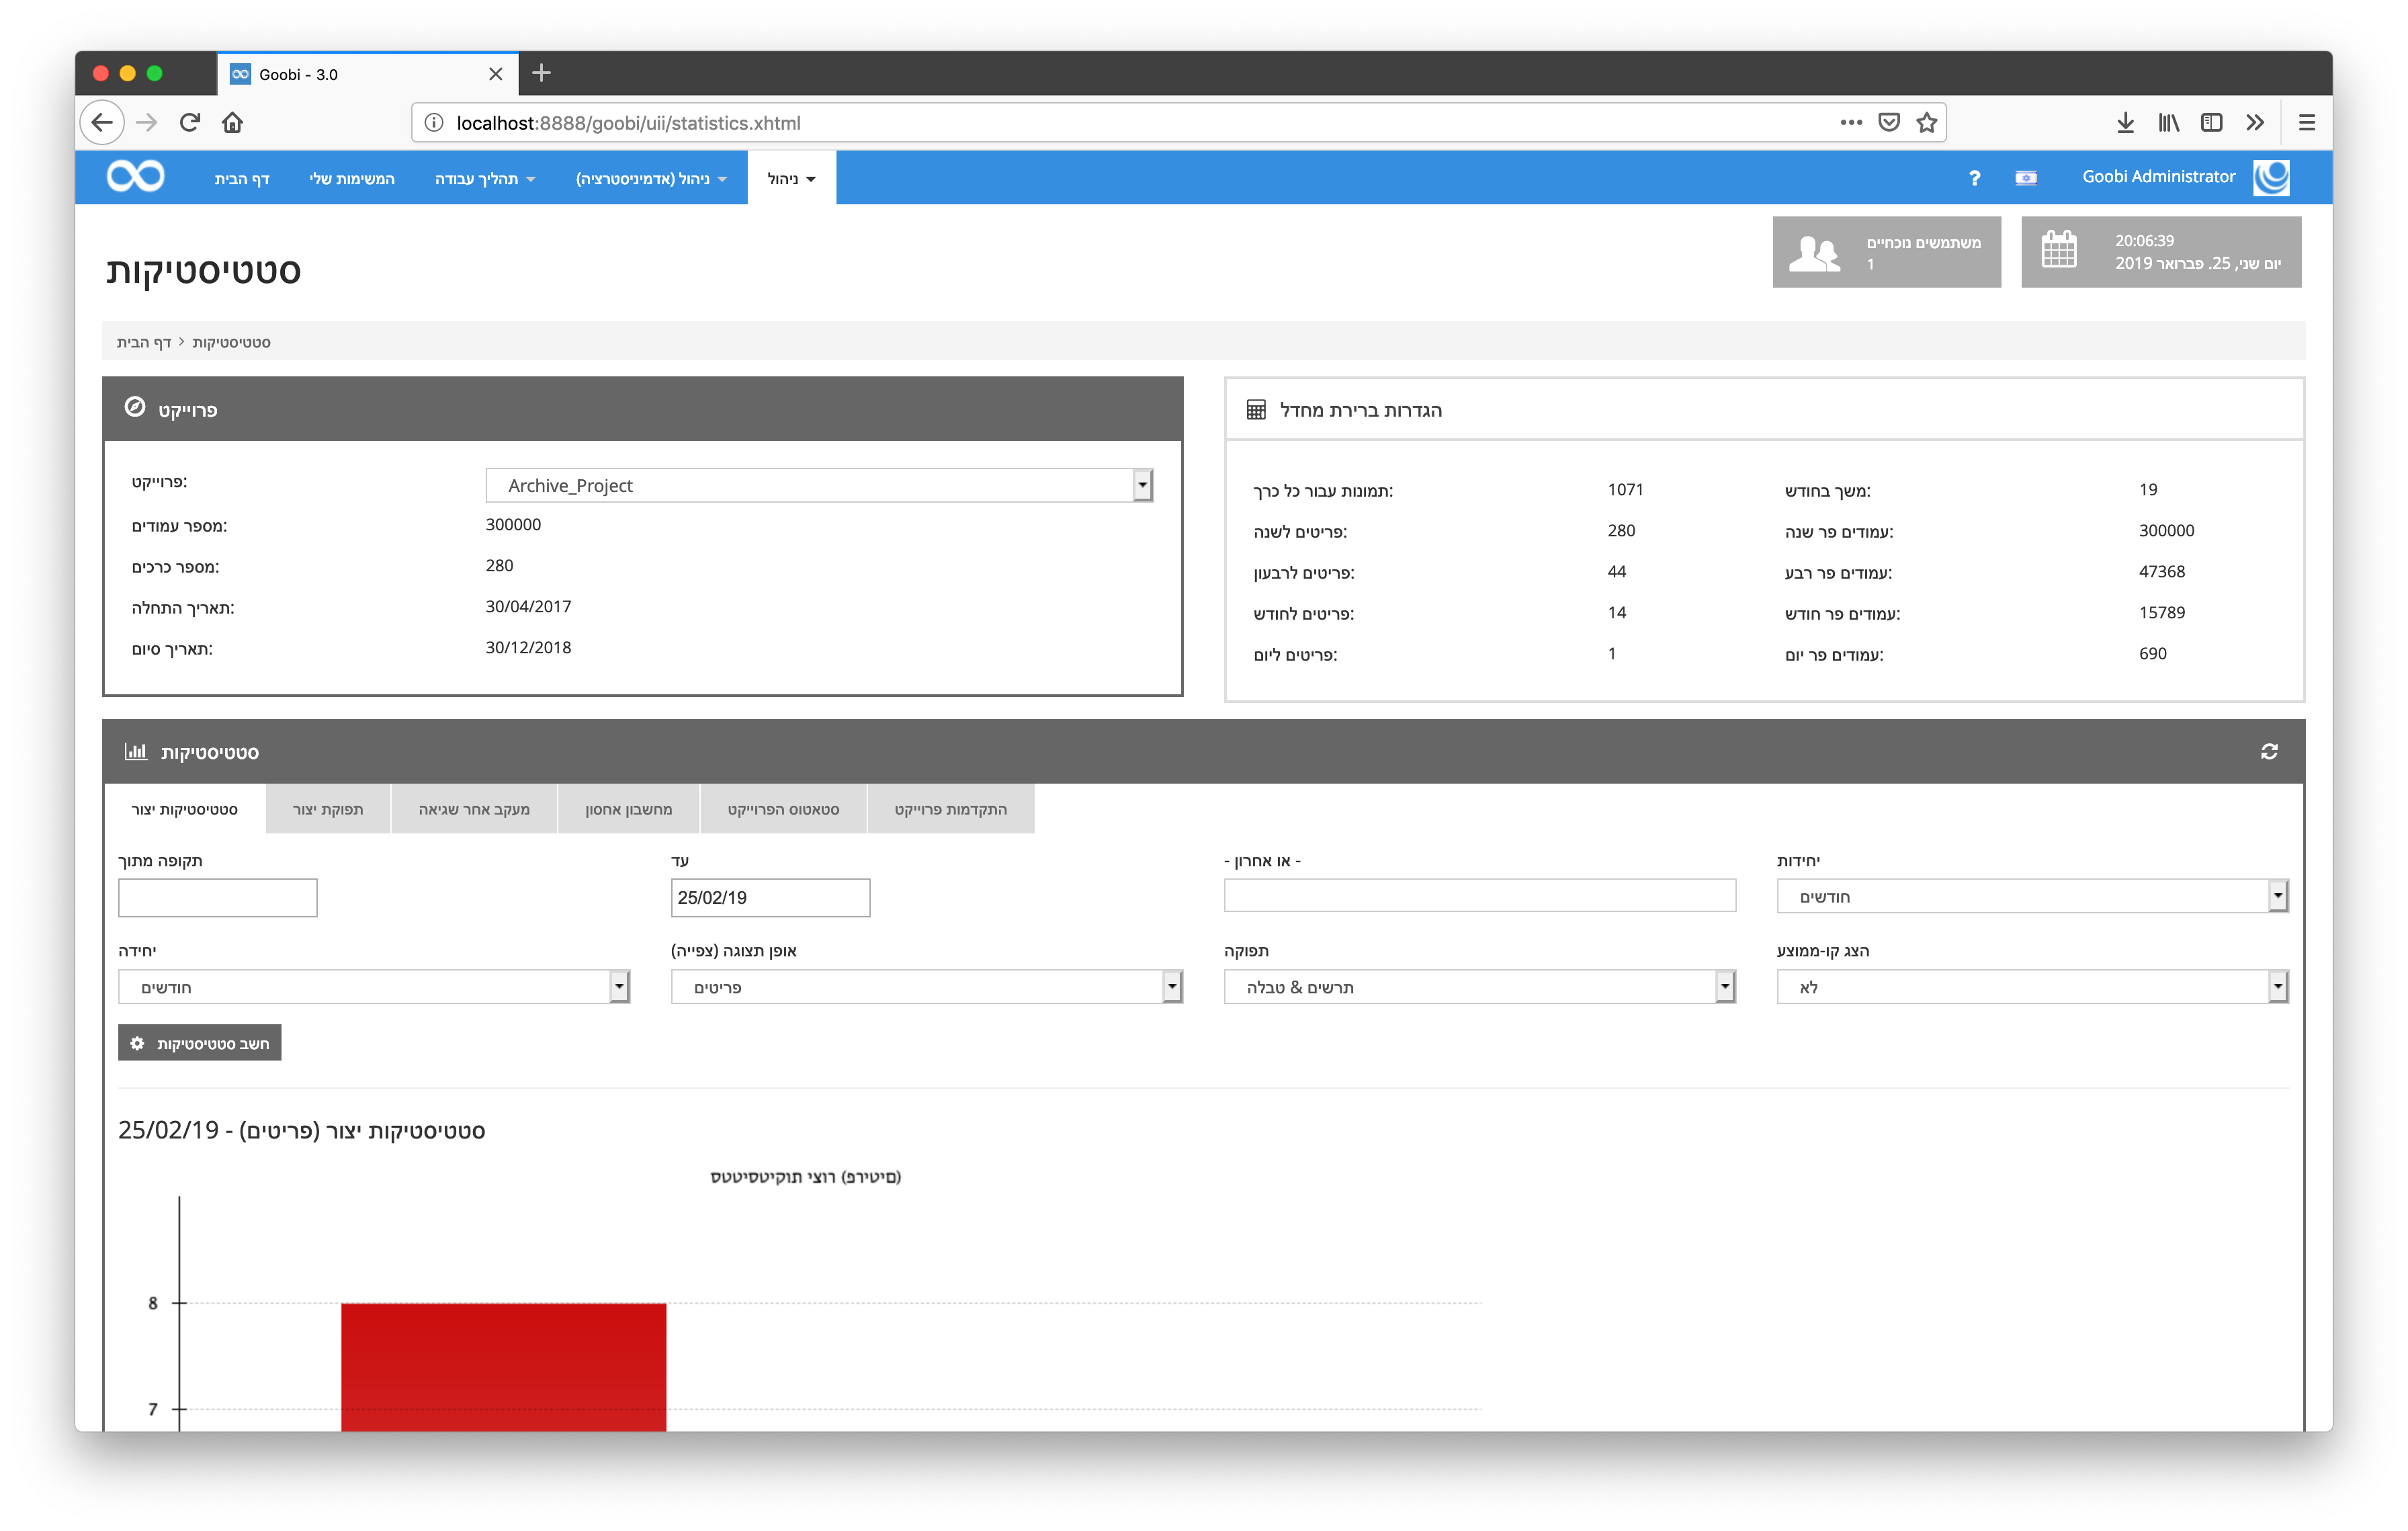 Goobi - 3.0
localhost:8888/goobi/uii/statistics.xhtml
דף הבית
המשימות שלי
תהליך עבודה
ניהול (אדמיניסטרציה)
ניהול
?
Goobi Administrator
סטטיסטיקות
משתמשים נוכחיים
1
20:06:39
יום שני, 25. פברואר 2019
דף הבית > סטטיסטיקות
פרוייקט
פרוייקט:
Archive_Project
מספר עמודים:
300000
מספר כרכים:
280
תאריך התחלה:
30/04/2017
תאריך סיום:
30/12/2018
הגדרות ברירת מחדל
תמונות עבור כל כרך:
1071
משך בחודש:
19
פריטים לשנה:
280
עמודים פר שנה:
300000
פריטים לרבעון:
44
עמודים פר רבע:
47368
פריטים לחודש:
14
עמודים פר חודש:
15789
פריטים ליום:
1
עמודים פר יום:
690
סטטיסטיקות
סטטיסטיקות יצור
תפוקת יצור
מעקב אחר שגיאה
מחשבון אחסון
סטאטוס הפרוייקט
התקדמות פרוייקט
תקופה מתוך
עד
- או אחרון -
יחידות
25/02/19
חודשים
יחידה
אופן תצוגה (צפייה)
תפוקה
הצג קו-ממוצע
חודשים
פריטים
תרשים & טבלה
לא
חשב סטטיסטיקות
סטטיסטיקות יצור (פריטים) - 25/02/19
סטטיסטיקות יצור (פריטים)
8
7